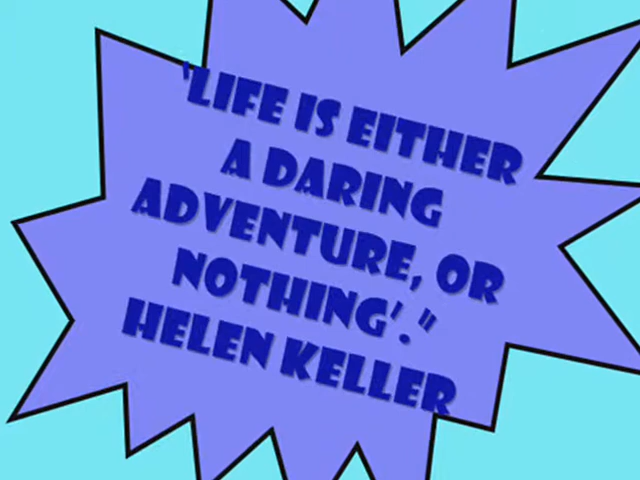 'LIFE IS EITHER
A DARING
ADVENTURE, OR
NOTHING'."
HELEN KELLER